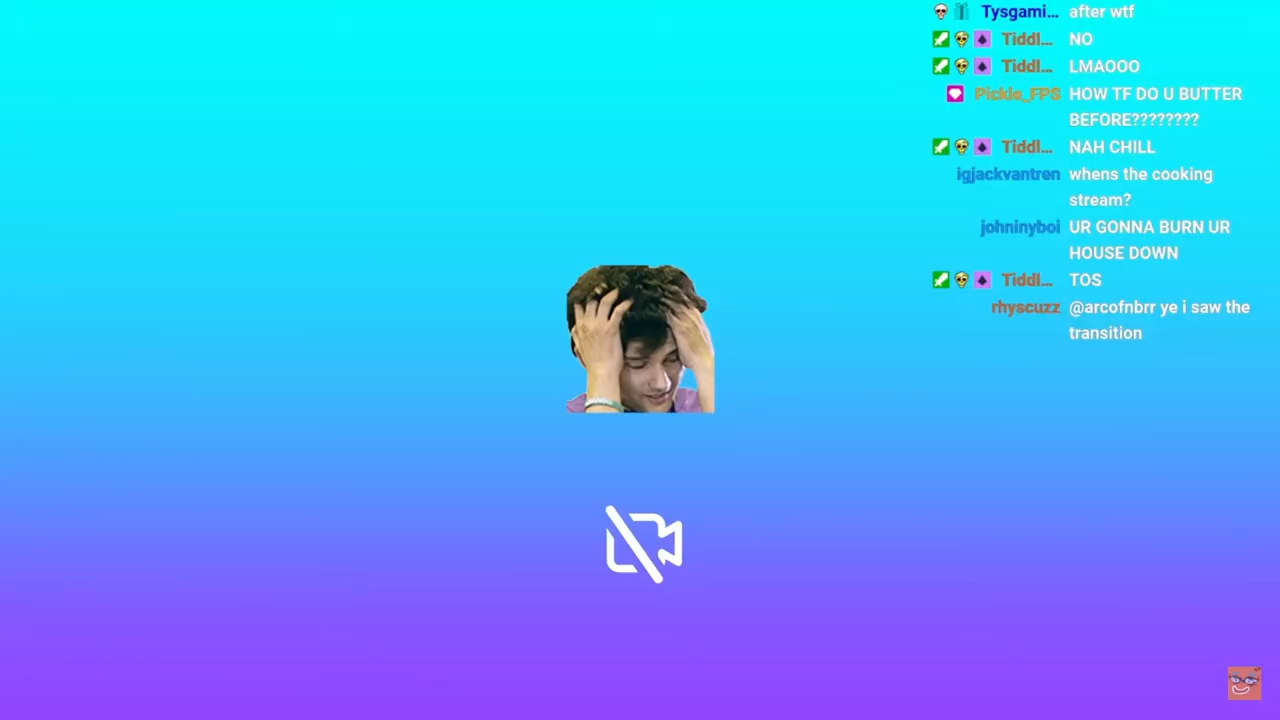 Tysgami... after wtf
Tiddl... NO
Tiddl... LMAOOO
Pickle_FPS HOW TF DO U BUTTER
BEFORE????????
Tiddl... NAH CHILL
igjackvantren whens the cooking
stream?
johninyboi UR GONNA BURN UR
HOUSE DOWN
Tiddl... TOS
rhyscuzz @arcofnbrr ye i saw the
transition